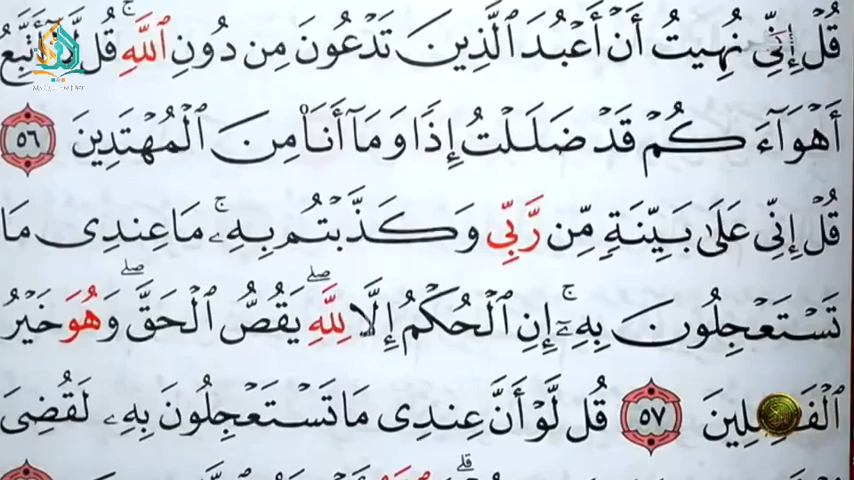 قُلْ إِنِّي نُهِيتُ أَنْ أَعْبُدَ ٱلَّذِينَ تَدْعُونَ مِن دُونِ ٱللَّهِۚ قُل لَّآ أَتَّبِعُ
أَهْوَآءَكُمْ قَدْ ضَلَلْتُ إِذًا وَمَآ أَنَا۠ مِنَ ٱلْمُهْتَدِينَ ٥٦
قُلْ إِنِّي عَلَىٰ بَيِّنَةٍ مِّن رَّبِّي وَكَذَّبْتُم بِهِۦۚ مَا عِندِى مَا
تَسْتَعْجِلُونَ بِهِۦٓۚ إِنِ ٱلْحُكْمُ إِلَّا لِلَّهِۖ يَقُصُّ ٱلْحَقَّۖ وَهُوَ خَيْرُ
ٱلْفَـٰصِلِينَ ٥٧ قُل لَّوْ أَنَّ عِندِى مَا تَسْتَعْجِلُونَ بِهِۦ لَقُضِىَ